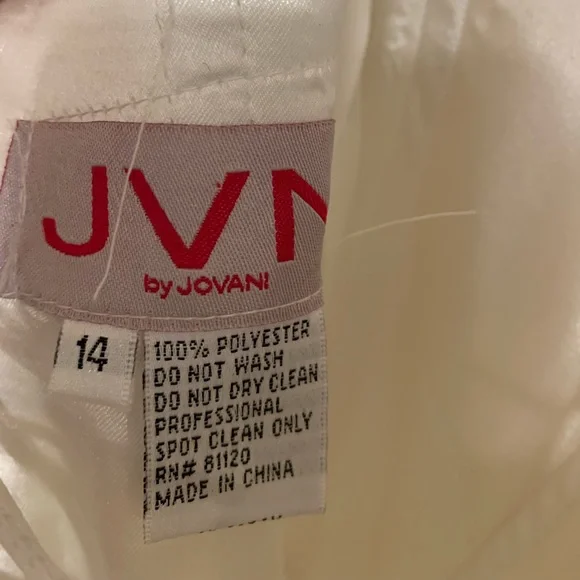 JVN
by JOVANI
14
100% POLYESTER
DO NOT WASH
DO NOT DRY CLEAN
PROFESSIONAL
SPOT CLEAN ONLY
RN# 81120
MADE IN CHINA